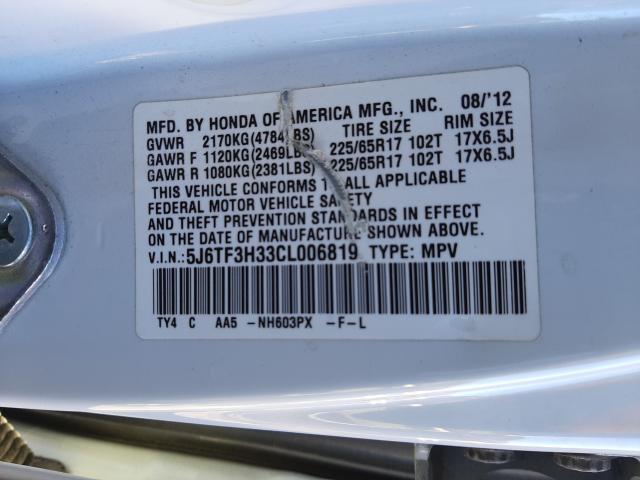 MFD. BY HONDA OF AMERICA MFG., INC. 08/'12
GVWR 2170KG(4784LBS) TIRE SIZE RIM SIZE
GAWR F 1120KG(2469LBS) 225/65R17 102T 17X6.5J
GAWR R 1080KG(2381LBS) 225/65R17 102T 17X6.5J
THIS VEHICLE CONFORMS TO ALL APPLICABLE
FEDERAL MOTOR VEHICLE SAFETY
AND THEFT PREVENTION STANDARDS IN EFFECT
ON THE DATE OF MANUFACTURE SHOWN ABOVE.
V.I.N.:5J6TF3H33CL006819 TYPE: MPV
TY4 C AA5 -NH603PX -F-L